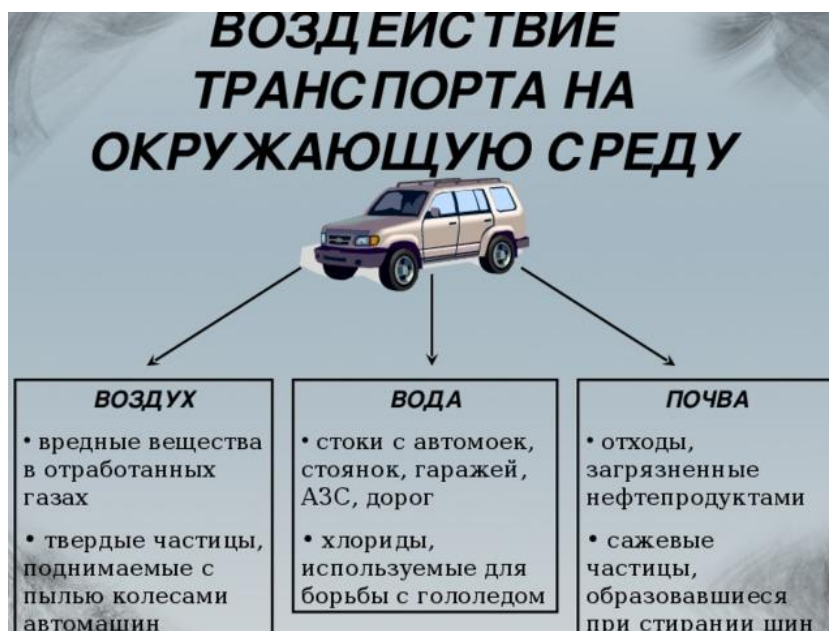 ВОЗДЕЙСТВИЕ
ТРАНСПОРТА НА
ОКРУЖАЮЩУЮ СРЕДУ
ВОЗДУХ
• вредные вещества
в отработанных
газах
• твердые частицы,
поднимаемые с
пылью колесами
автомашин
ВОДА
• стоки с автомоек,
стоянок, гаражей,
АЗС, дорог
• хлориды,
используемые для
борьбы с гололедом
ПОЧВА
• отходы,
загрязненные
нефтепродуктами
• сажевые
частицы,
образовавшиеся
при стирании шин